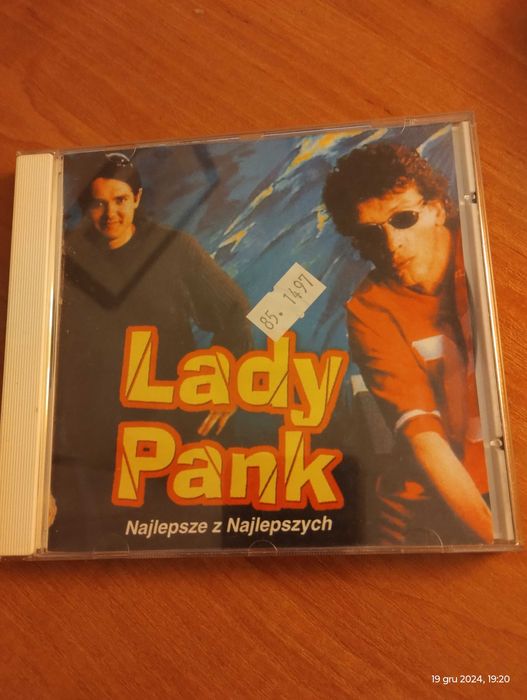 85. 1497
Lady
Pank
Najlepsze z Najlepszych
19 gru 2024, 19:20